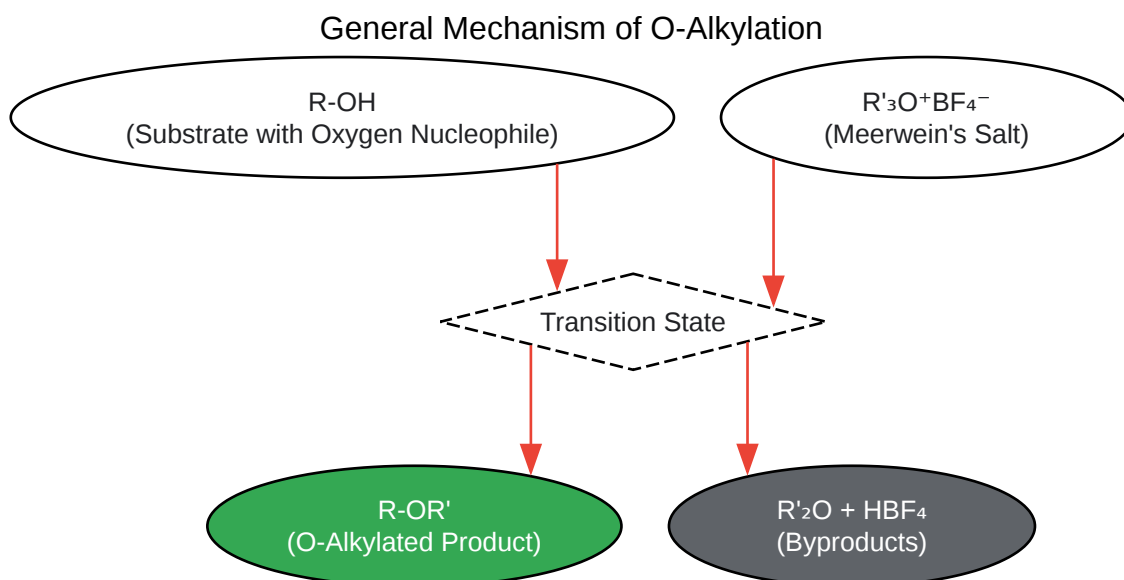 General Mechanism of O-Alkylation
R-OH
(Substrate with Oxygen Nucleophile)
R'₃O⁺BF₄⁻
(Meerwein's Salt)
Transition State
R-OR'
(O-Alkylated Product)
R'₂O + HBF₄
(Byproducts)